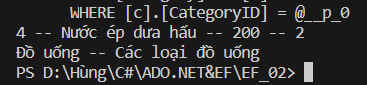 WHERE [c].[CategoryID] = @__p_0
4 -- Nước ép dưa hấu -- 200 -- 2
Đồ uống -- Các loại đồ uống
PS D:\Hùng\C#\ADO.NET&EF\EF_02>